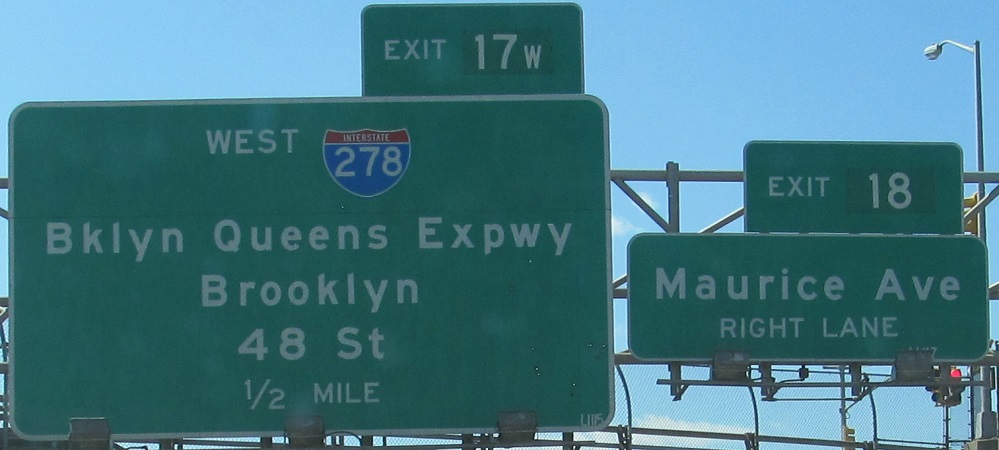 EXIT 17W
WEST INTERSTATE 278
Bklyn Queens Expwy
Brooklyn
48 St
1/2 MILE
EXIT 18
Maurice Ave
RIGHT LANE